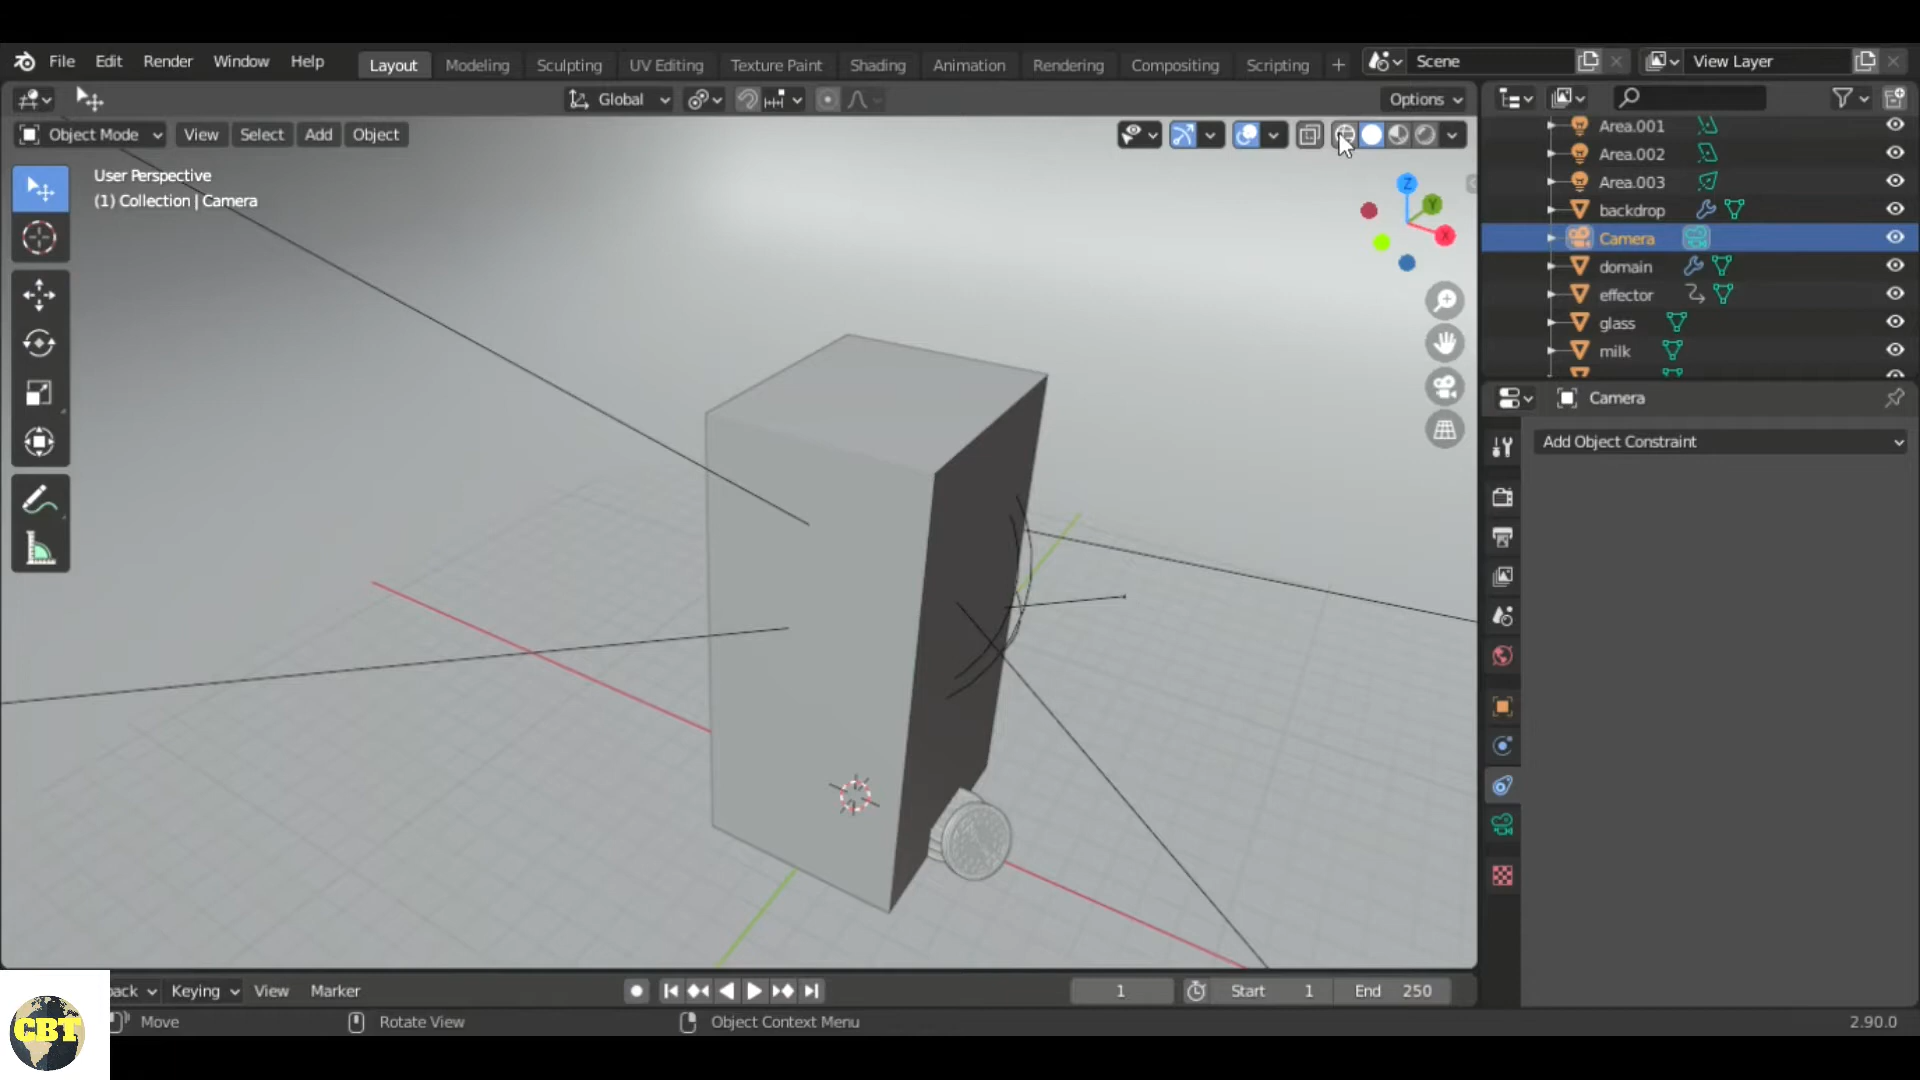 File Edit Render Window Help
Layout Modeling Sculpting UV Editing Texture Paint Shading Animation Rendering Compositing Scripting +
Scene
View Layer
Global
Options
Object Mode View Select Add Object
User Perspective
(1) Collection | Camera
Z
Y
X
Area.001
Area.002
Area.003
backdrop
Camera
domain
effector
glass
milk
Camera
Add Object Constraint
back Keying View Marker
1
Start 1
End 250
Move
Rotate View
Object Context Menu
2.90.0
CBT